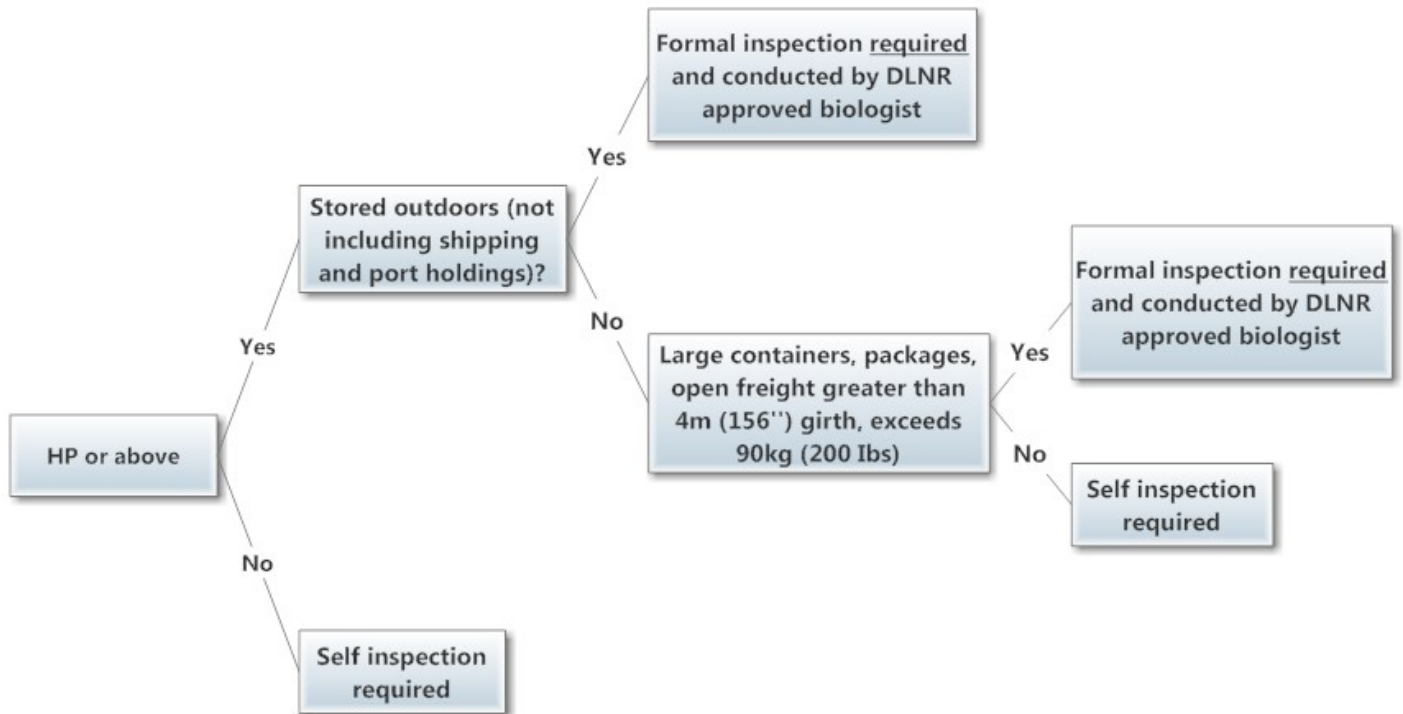 Formal inspection required
and conducted by DLNR
approved biologist
Yes
Stored outdoors (not
including shipping
and port holdings)?
Formal inspection required
and conducted by DLNR
approved biologist
No
Yes
Large containers, packages,
open freight greater than
4m (156'') girth, exceeds
90kg (200 Ibs)
Yes
HP or above
No
Self inspection
required
No
Self inspection
required